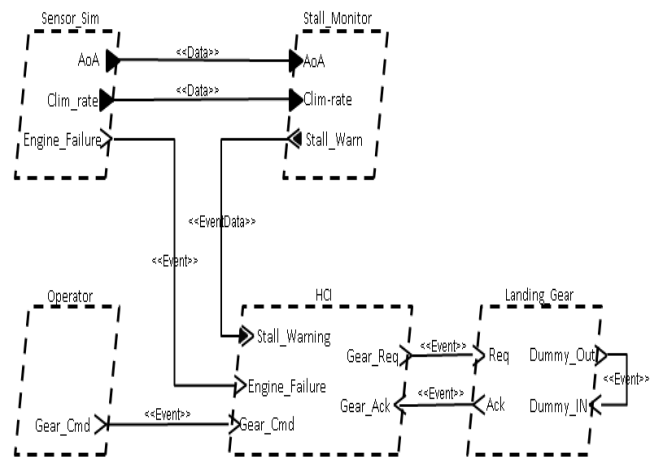 Sensor_Sim
Stall_Monitor
AoA
<<Data>>
AoA
Clim_rate
<<Data>>
Clim-rate
Engine_Failure
Stall_Warn
<<EventData>>
<<Event>>
Operator
HCI
Landing_Gear
Stall_Warning
Gear_Req
<<Event>>
Req
Dummy_Out
<<Event>>
Engine_Failure
<<Event>>
Gear_Ack
Ack
Dummy_IN
Gear_Cmd
<<Event>>
Gear_Cmd